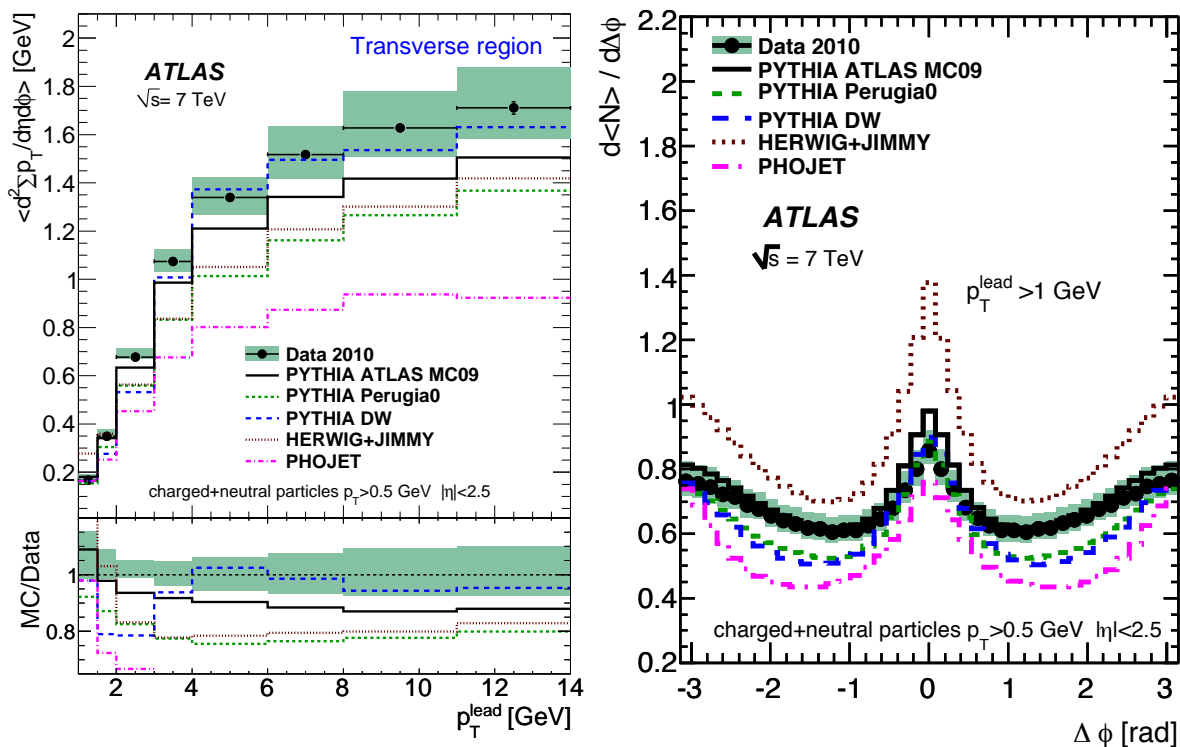 <d²Σp_T/dηdϕ> [GeV]
2
1.8
1.6
1.4
1.2
1
0.8
0.6
0.4
0.2
Transverse region
ATLAS
√s = 7 TeV
Data 2010
PYTHIA ATLAS MC09
PYTHIA Perugia0
PYTHIA DW
HERWIG+JIMMY
PHOJET
charged+neutral particles p_T>0.5 GeV |η|<2.5
MC/Data
1
0.8
2 4 6 8 10 12 14
p_T^lead [GeV]
d<N> / dΔϕ
2.2
2.0
1.8
1.6
1.4
1.2
1.0
0.8
0.6
0.4
0.2
Data 2010
PYTHIA ATLAS MC09
PYTHIA Perugia0
PYTHIA DW
HERWIG+JIMMY
PHOJET
ATLAS
√s = 7 TeV
p_T^lead >1 GeV
charged+neutral particles p_T>0.5 GeV |η|<2.5
-3 -2 -1 0 1 2 3
Δ ϕ [rad]